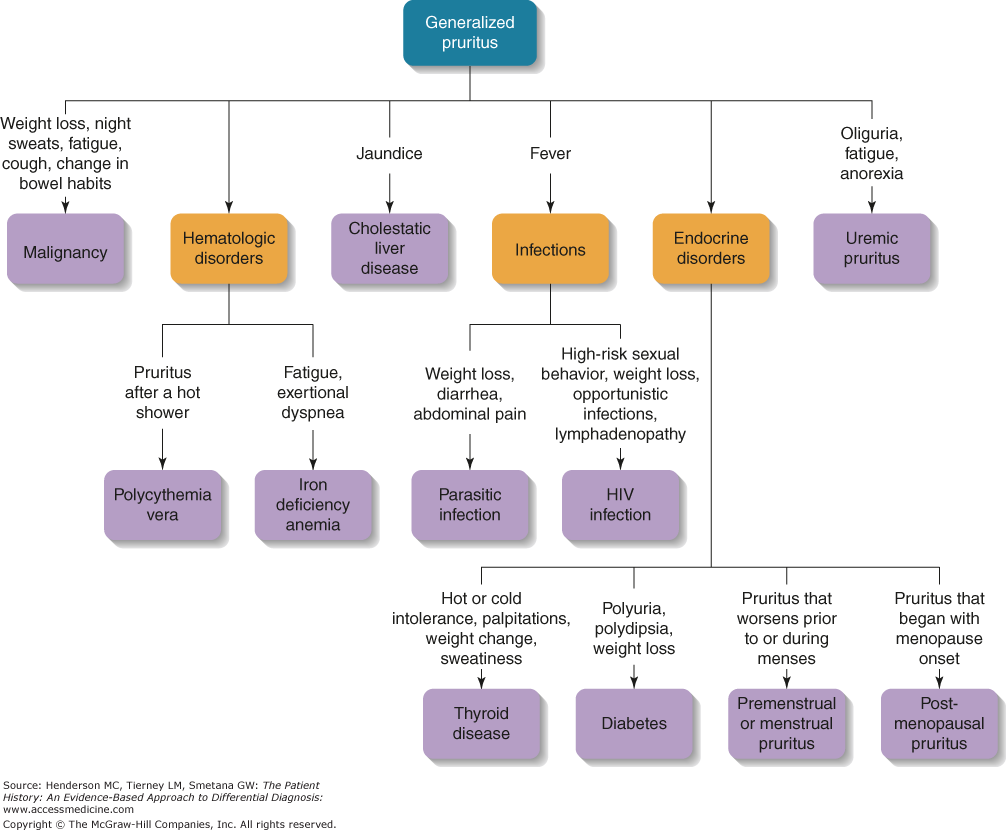 Generalized
pruritus
Weight loss, night
sweats, fatigue,
cough, change in
bowel habits
Jaundice
Fever
Oliguria,
fatigue,
anorexia
Malignancy
Hematologic
disorders
Cholestatic
liver
disease
Infections
Endocrine
disorders
Uremic
pruritus
Pruritus
after a hot
shower
Fatigue,
exertional
dyspnea
Weight loss,
diarrhea,
abdominal pain
High-risk sexual
behavior, weight loss,
opportunistic
infections,
lymphadenopathy
Polycythemia
vera
Iron
deficiency
anemia
Parasitic
infection
HIV
infection
Hot or cold
intolerance, palpitations,
weight change,
sweatiness
Polyuria,
polydipsia,
weight loss
Pruritus that
worsens prior
to or during
menses
Pruritus that
began with
menopause
onset
Thyroid
disease
Diabetes
Premenstrual
or menstrual
pruritus
Post-
menopausal
pruritus
Source: Henderson MC, Tierney LM, Smetana GW: The Patient
History: An Evidence-Based Approach to Differential Diagnosis:
www.accessmedicine.com
Copyright © The McGraw-Hill Companies, Inc. All rights reserved.